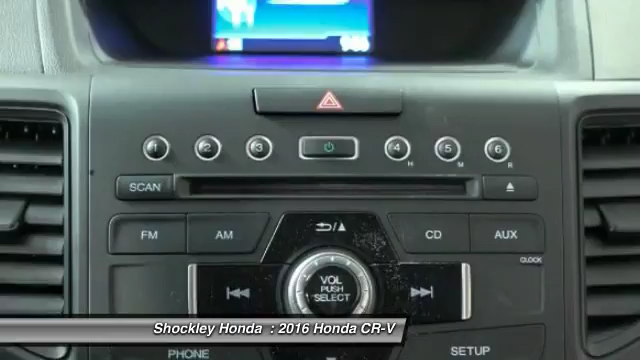 1 2 3 4 5 6
H M R
SCAN
FM AM CD AUX
CLOCK
VOL
PUSH
SELECT
Shockley Honda : 2016 Honda CR-V
PHONE SETUP